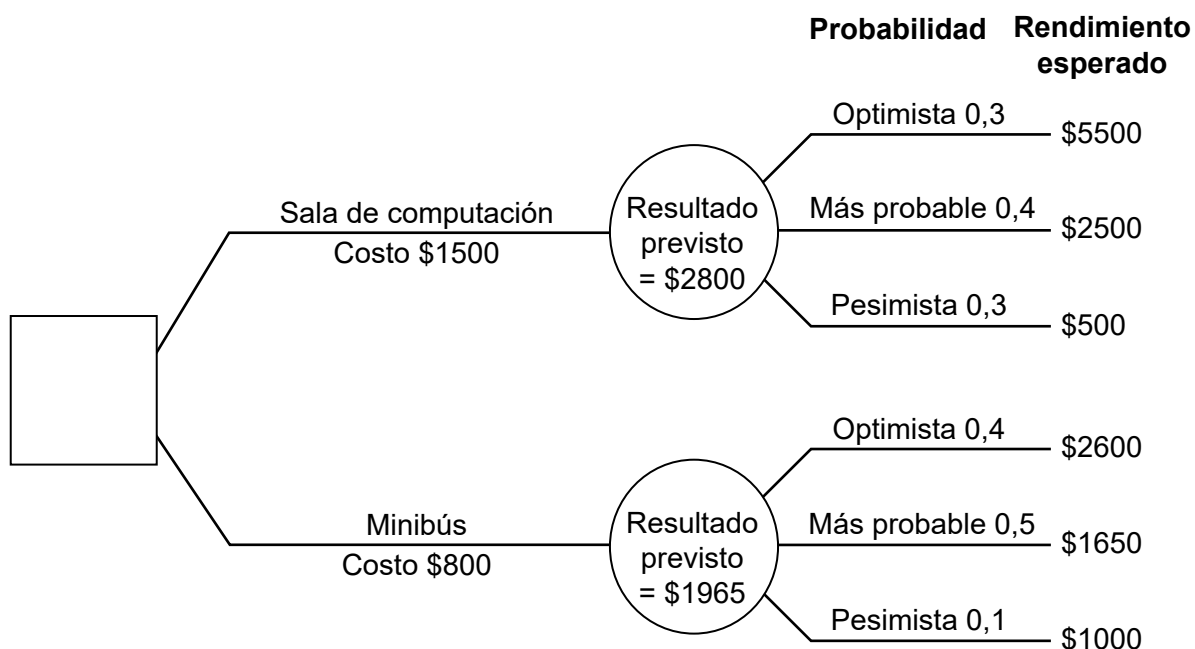 Probabilidad
Rendimiento
esperado
Optimista 0,3
$5500
Sala de computación
Costo $1500
Resultado
previsto
= $2800
Más probable 0,4
$2500
Pesimista 0,3
$500
Optimista 0,4
$2600
Minibús
Costo $800
Resultado
previsto
= $1965
Más probable 0,5
$1650
Pesimista 0,1
$1000